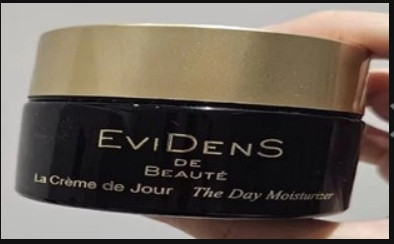 EviDenS
DE
BEAUTÉ
La Crème de Jour The Day Moisturizer